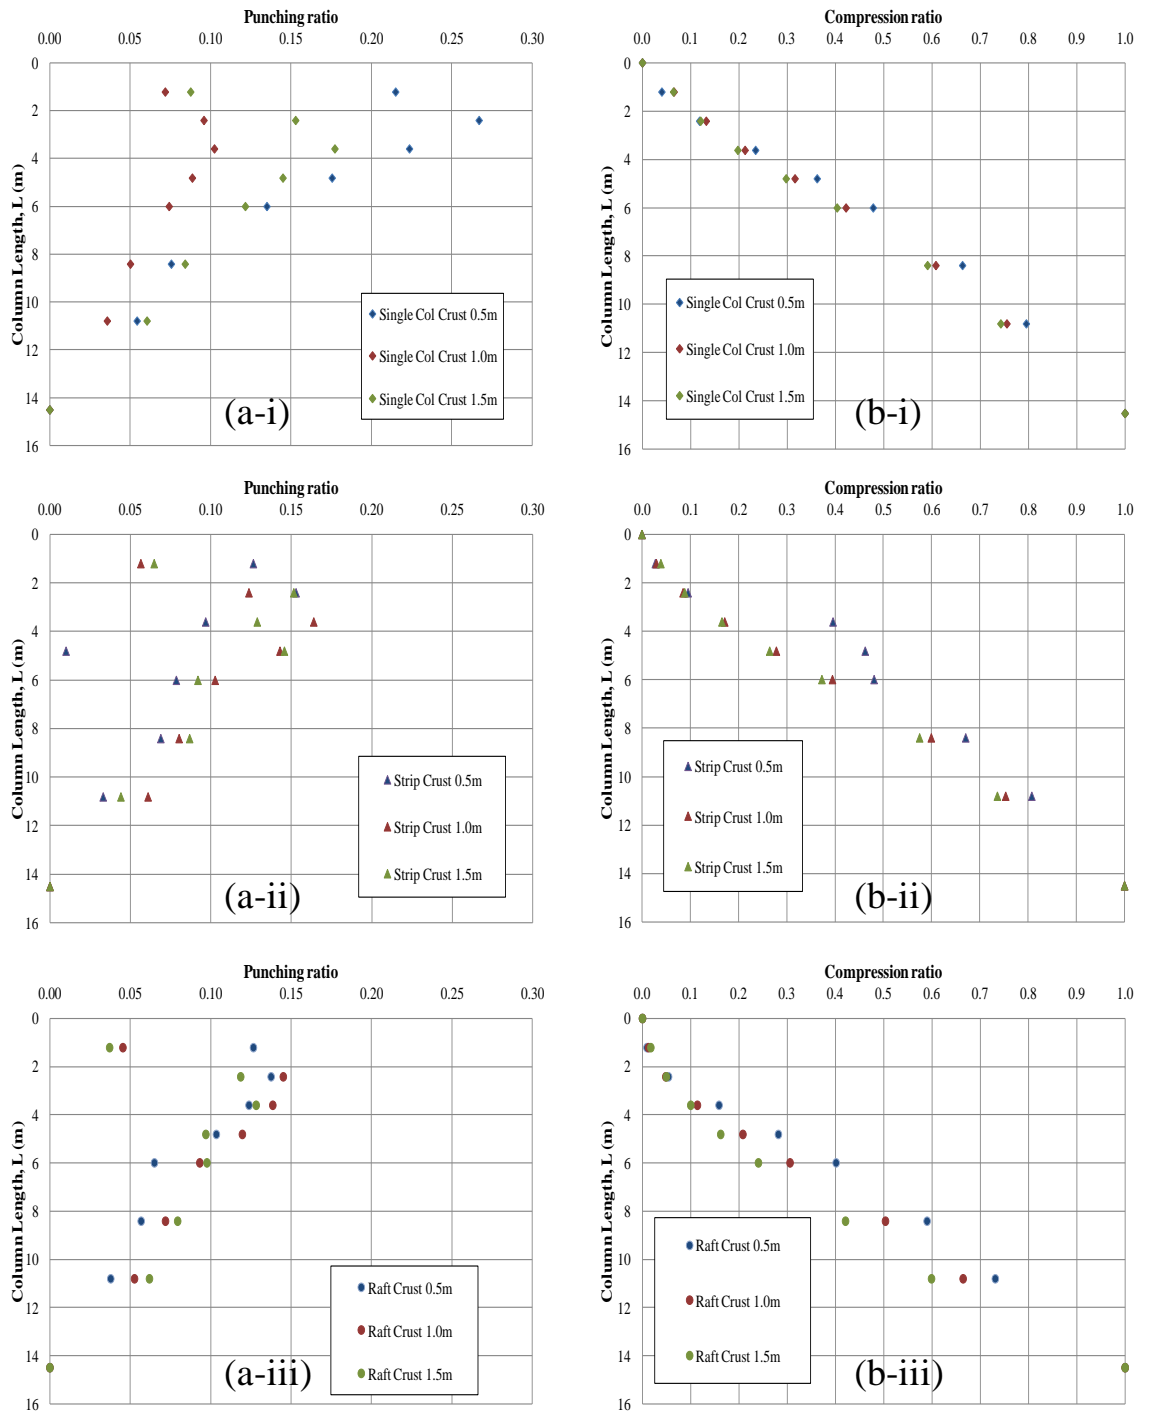 Punching ratio
0.00 0.05 0.10 0.15 0.20 0.25 0.30
0
2
4
6
8
10
12
14
16
Column Length, L (m)
Single Col Crust 0.5m
Single Col Crust 1.0m
Single Col Crust 1.5m
(a-i)
Compression ratio
0.0 0.1 0.2 0.3 0.4 0.5 0.6 0.7 0.8 0.9 1.0
0
2
4
6
8
10
12
14
16
Column Length, L (m)
Single Col Crust 0.5m
Single Col Crust 1.0m
Single Col Crust 1.5m
(b-i)
Punching ratio
0.00 0.05 0.10 0.15 0.20 0.25 0.30
0
2
4
6
8
10
12
14
16
Column Length, L (m)
Strip Crust 0.5m
Strip Crust 1.0m
Strip Crust 1.5m
(a-ii)
Compression ratio
0.0 0.1 0.2 0.3 0.4 0.5 0.6 0.7 0.8 0.9 1.0
0
2
4
6
8
10
12
14
16
Column Length, L (m)
Strip Crust 0.5m
Strip Crust 1.0m
Strip Crust 1.5m
(b-ii)
Punching ratio
0.00 0.05 0.10 0.15 0.20 0.25 0.30
0
2
4
6
8
10
12
14
16
Column Length, L (m)
Raft Crust 0.5m
Raft Crust 1.0m
Raft Crust 1.5m
(a-iii)
Compression ratio
0.0 0.1 0.2 0.3 0.4 0.5 0.6 0.7 0.8 0.9 1.0
0
2
4
6
8
10
12
14
16
Column Length, L (m)
Raft Crust 0.5m
Raft Crust 1.0m
Raft Crust 1.5m
(b-iii)